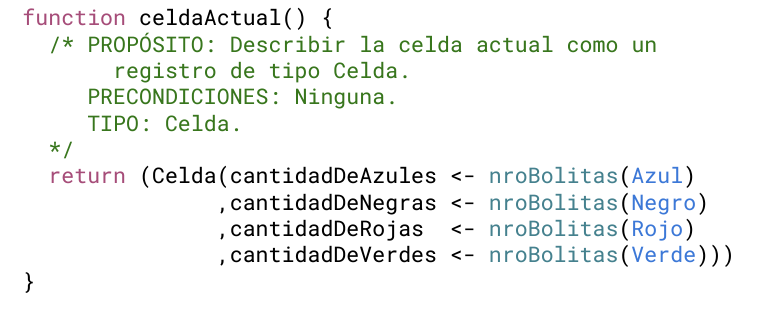 function celdaActual() {
/* PROPÓSITO: Describir la celda actual como un
registro de tipo Celda.
PRECONDICIONES: Ninguna.
TIPO: Celda.
*/
return (Celda(cantidadDeAzules <- nroBolitas(Azul)
,cantidadDeNegras <- nroBolitas(Negro)
,cantidadDeRojas <- nroBolitas(Rojo)
,cantidadDeVerdes <- nroBolitas(Verde)))
}